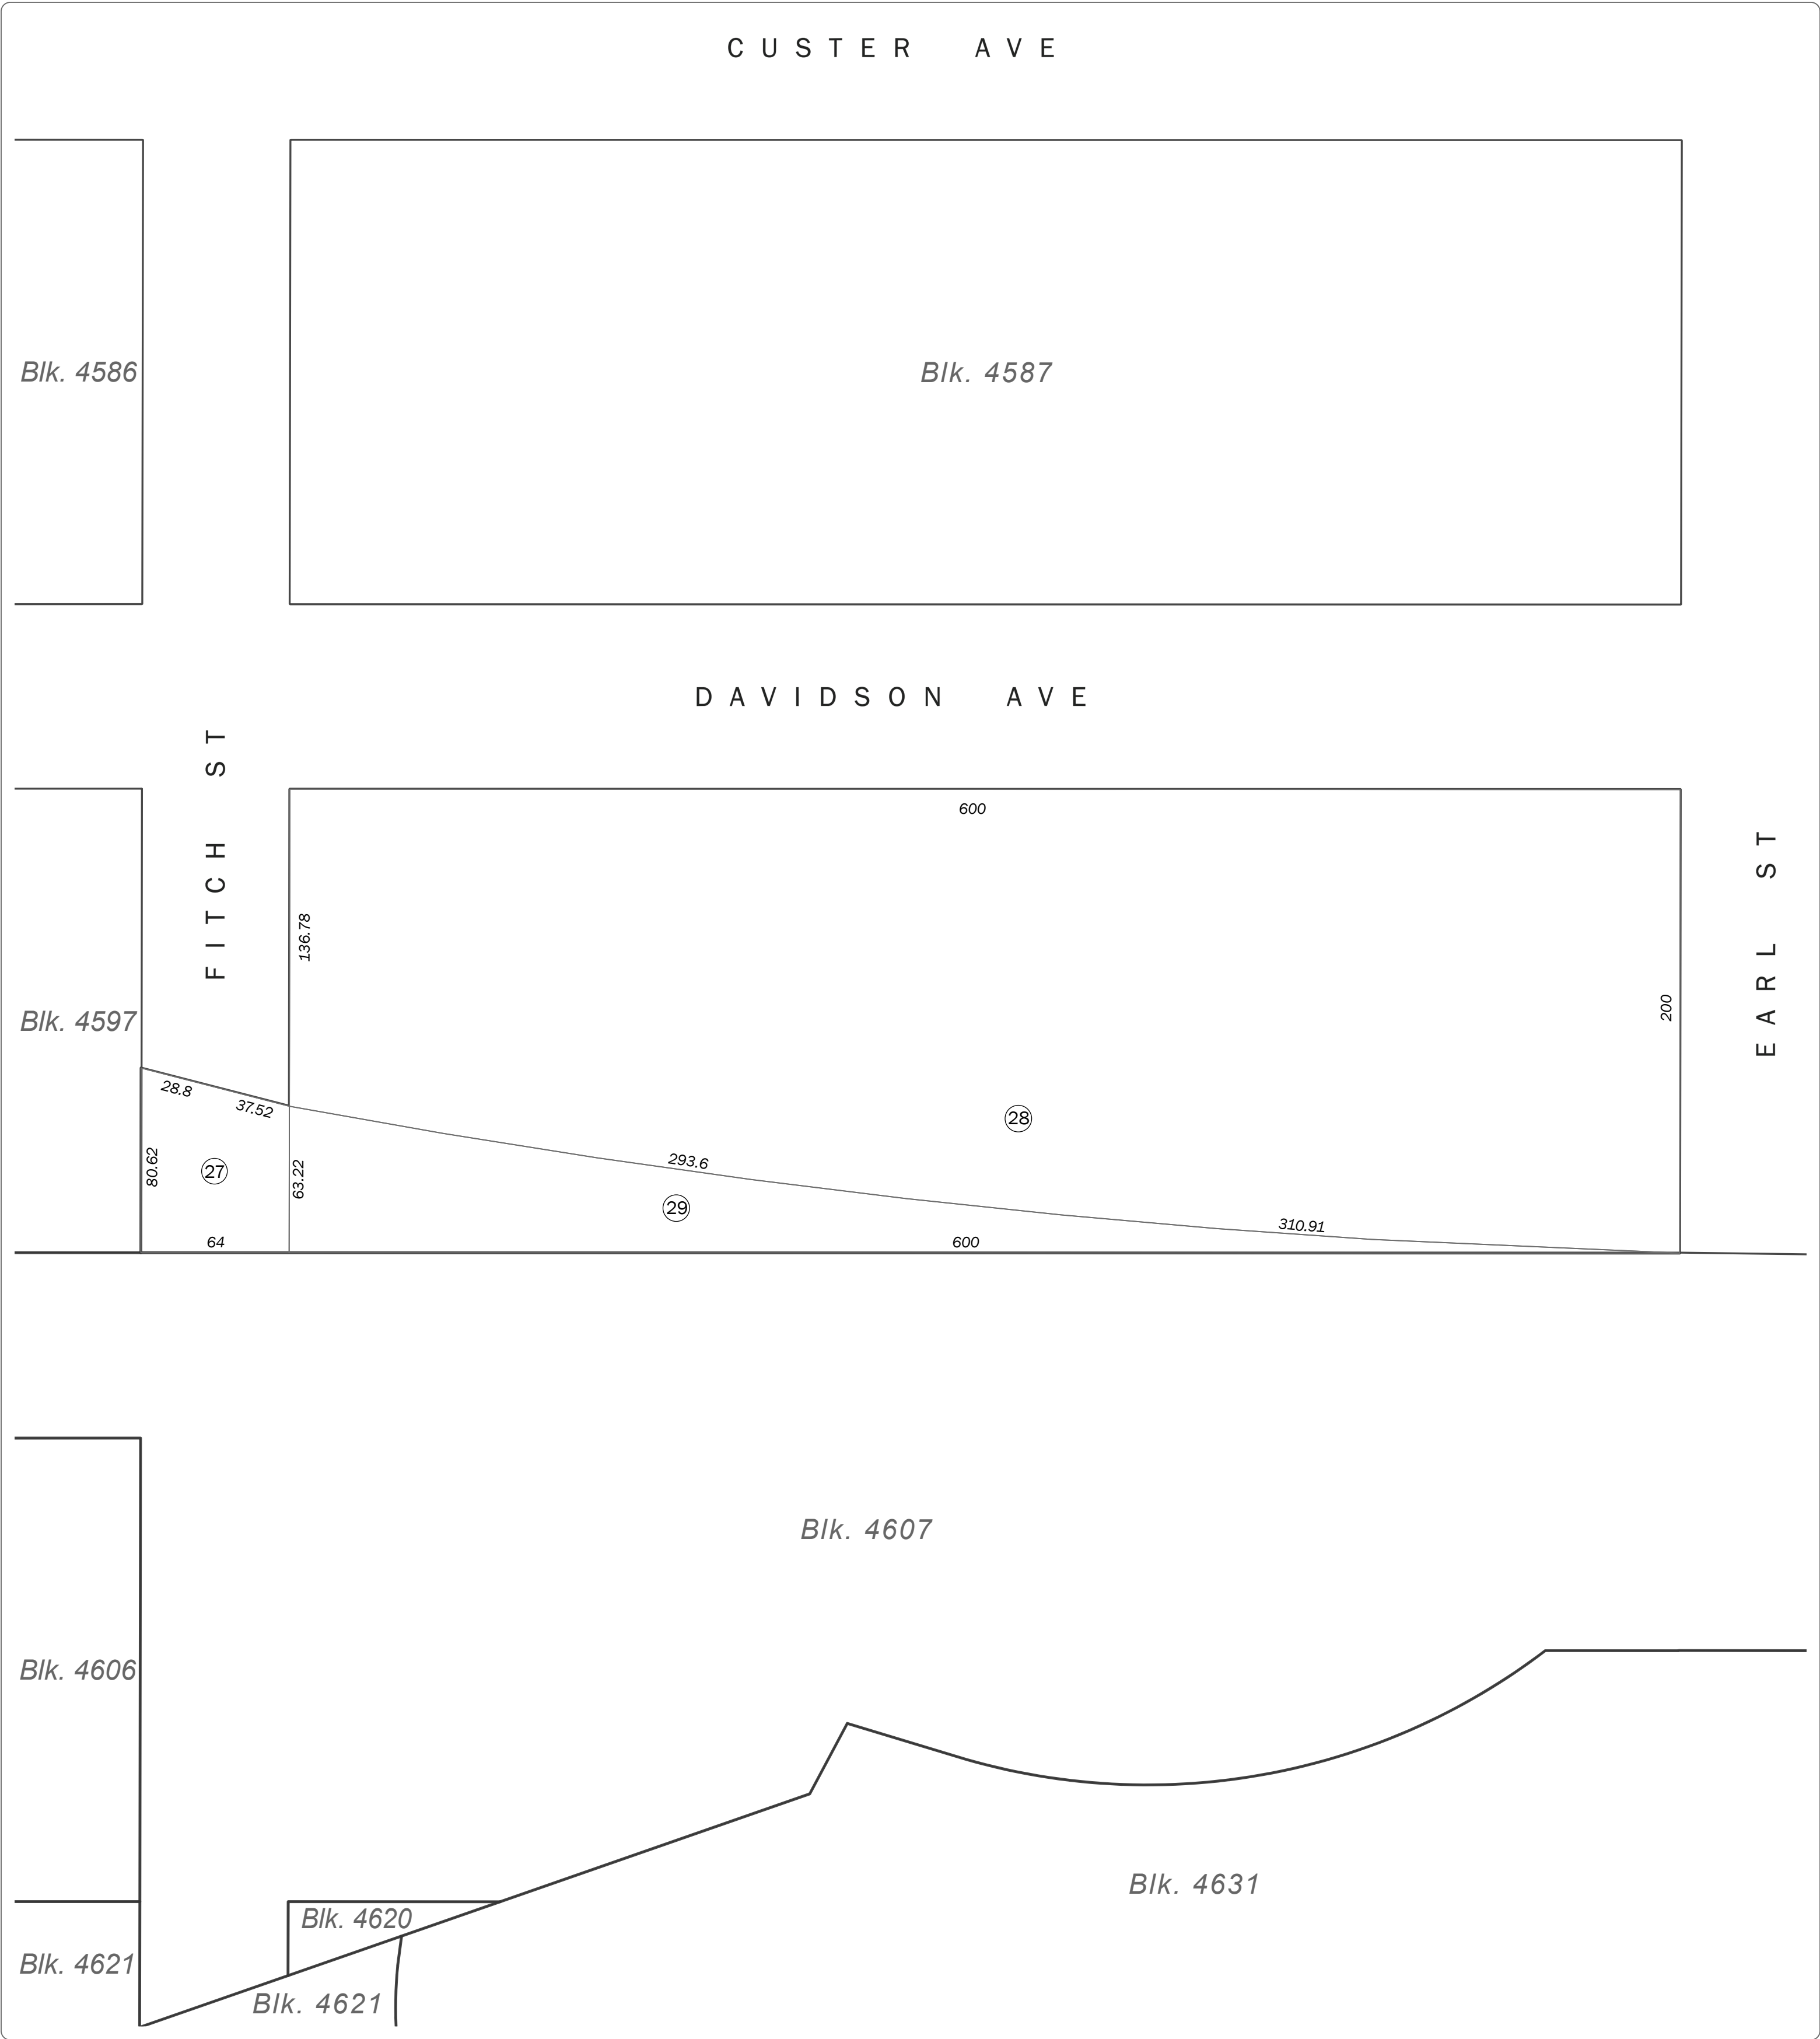 CUSTER AVE
Blk. 4586
Blk. 4587
DAVIDSON AVE
FITCH ST
EARL ST
600
136.78
200
Blk. 4597
28.8
37.52
28
80.62
27
63.22
293.6
29
310.91
64
600
Blk. 4607
Blk. 4606
Blk. 4631
Blk. 4620
Blk. 4621
Blk. 4621